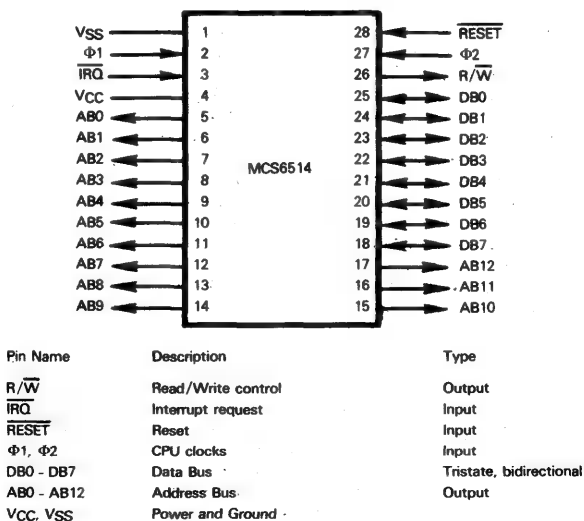 VSS 1 28 RESET
Φ1 2 27 Φ2
IRQ 3 26 R/W
VCC 4 25 DB0
AB0 5 24 DB1
AB1 6 23 DB2
AB2 7 22 DB3
MCS6514
AB3 8 21 DB4
AB4 9 20 DB5
AB5 10 19 DB6
AB6 11 18 DB7
AB7 12 17 AB12
AB8 13 16 AB11
AB9 14 15 AB10
Pin Name Description Type
R/W Read/Write control Output
IRQ Interrupt request Input
RESET Reset Input
Φ1, Φ2 CPU clocks Input
DB0 - DB7 Data Bus Tristate, bidirectional
AB0 - AB12 Address Bus Output
VCC, VSS Power and Ground